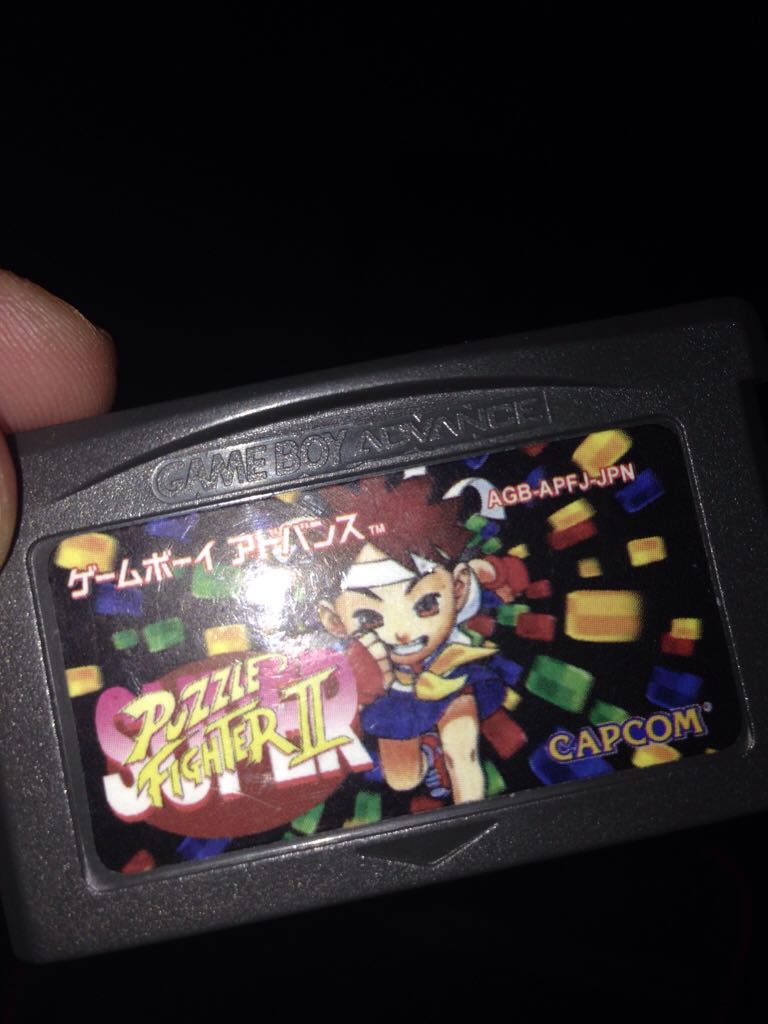 GAME BOY ADVANCE
AGB-APFJ-JPN
ゲームボーイ アドバンス™
SUPER
PUZZLE
FIGHTER II
CAPCOM®